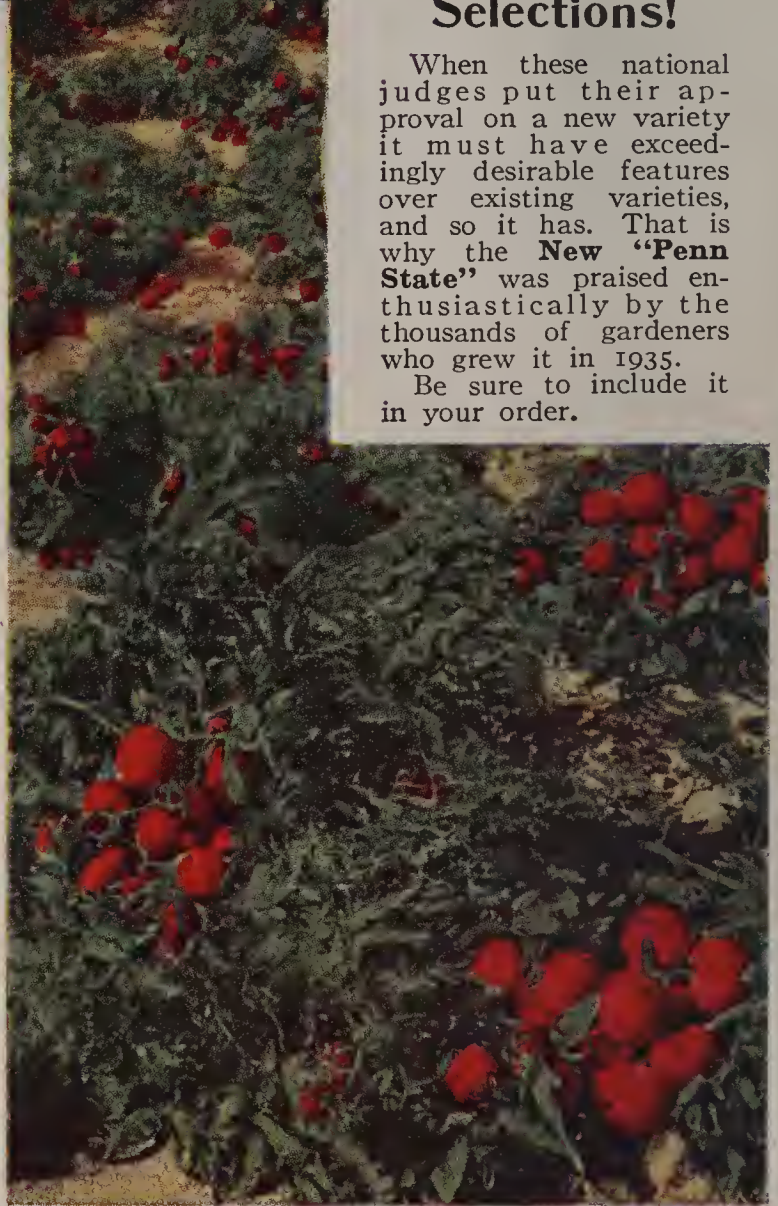 Selections!
When these national
judges put their ap-
proval on a new variety
it must have exceed-
ingly desirable features
over existing varieties,
and so it has. That is
why the New “Penn
State” was praised en-
thusiastically by the
thousands of gardeners
who grew it in 1935.
Be sure to include it
in your order.